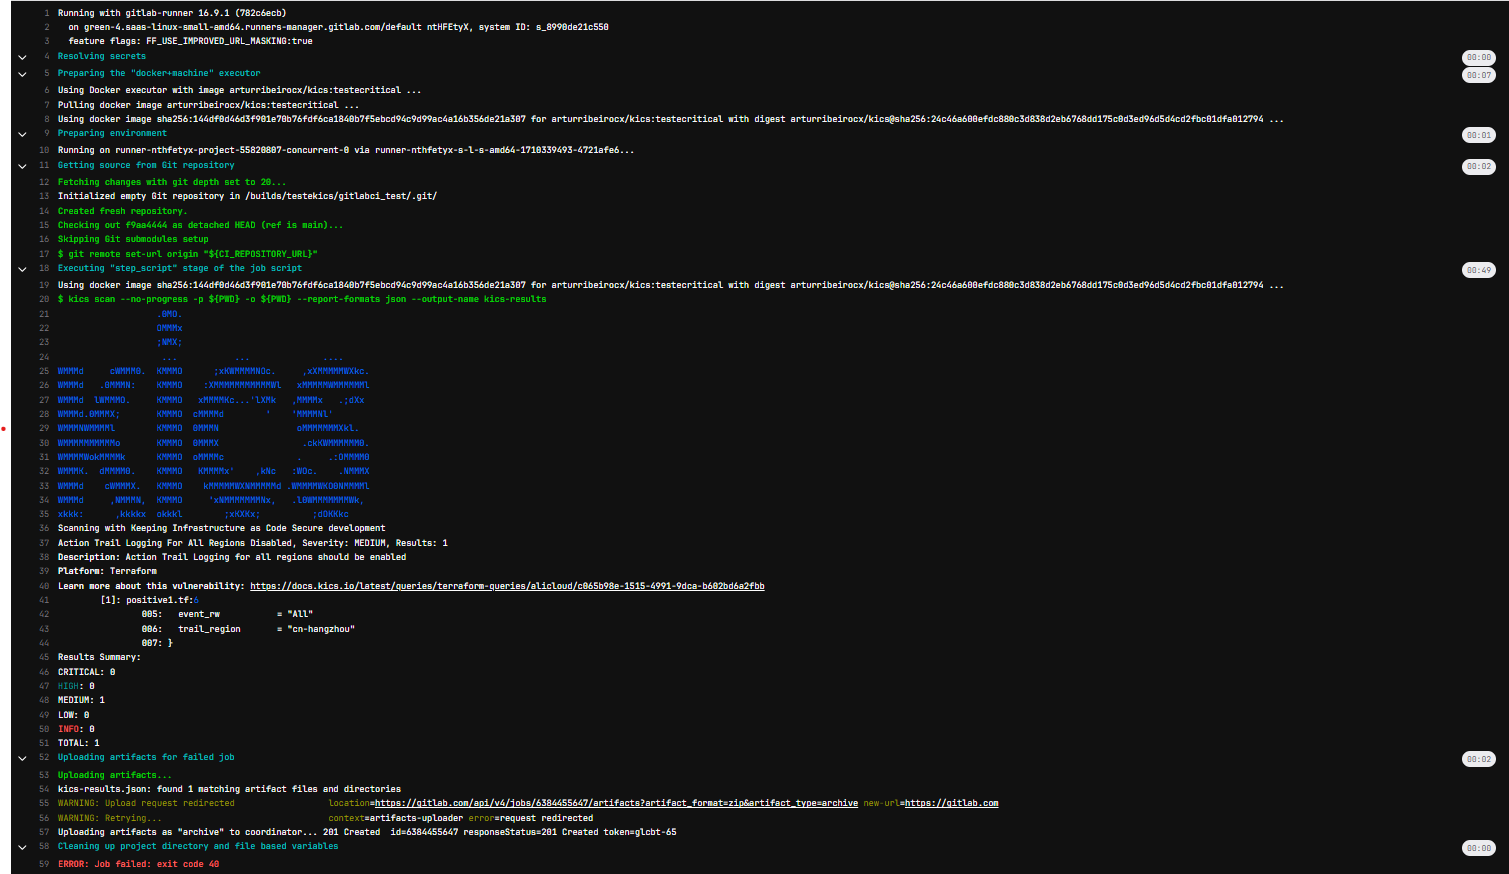 1 Running with gitlab-runner 16.9.1 (782c6ecb)
2 on green-4.saas-linux-small-amd64.runners-manager.gitlab.com/default ntHFEtyX, system ID: s_8990de21c550
3 feature flags: FF_USE_IMPROVED_URL_MASKING:true
4 Resolving secrets 00:00
5 Preparing the "docker+machine" executor 00:07
6 Using Docker executor with image arturribeirocx/kics:testecritical ...
7 Pulling docker image arturribeirocx/kics:testecritical ...
8 Using docker image sha256:144df0d46d3f901e70b76fdf6ca1840b7f5ebcd94c9d99ac4a16b356de21a307 for arturribeirocx/kics:testecritical with digest arturribeirocx/kics@sha256:24c46a600efdc880c3d838d2eb6768dd175c0d3ed96d5d4cd2fbc01dfa012794 ...
9 Preparing environment 00:01
10 Running on runner-nthfetyx-project-55820807-concurrent-0 via runner-nthfetyx-s-l-s-amd64-1710339493-4721afe6...
11 Getting source from Git repository 00:02
12 Fetching changes with git depth set to 20...
13 Initialized empty Git repository in /builds/testekics/gitlabci_test/.git/
14 Created fresh repository.
15 Checking out f9aa4444 as detached HEAD (ref is main)...
16 Skipping Git submodules setup
17 $ git remote set-url origin "${CI_REPOSITORY_URL}"
18 Executing "step_script" stage of the job script 00:49
19 Using docker image sha256:144df0d46d3f901e70b76fdf6ca1840b7f5ebcd94c9d99ac4a16b356de21a307 for arturribeirocx/kics:testecritical with digest arturribeirocx/kics@sha256:24c46a600efdc880c3d838d2eb6768dd175c0d3ed96d5d4cd2fbc01dfa012794 ...
20 $ kics scan --no-progress -p ${PWD} -o ${PWD} --report-formats json --output-name kics-results
21 .0MO.
22 OMMMx
23 ;NMX;
24 ... ... ....
25 WMMMd cWMMM0. KMMMO ;xKWMMMMNOc. ,xXMMMMMWXkc.
26 WMMMd .0MMMN: KMMMO :XMMMMMMMMMMMWl xMMMMMWMMMMMMl
27 WMMMd lWMMMO. KMMMO xMMMMKc...'lXMk ,MMMMx .;dXx
28 WMMMd.0MMMX; KMMMO cMMMMd ' 'MMMMNl'
29 WMMMNWMMMMl KMMMO 0MMMN oMMMMMMMXkl.
30 WMMMMMMMMMMo KMMMO 0MMMX .ckKWMMMMMM0.
31 WMMMMWokMMMMk KMMMO oMMMMc . .:OMMMM0
32 WMMMK. dMMMM0. KMMMO KMMMMx' ,kNc :WOc. .NMMMX
33 WMMMd cWMMMX. KMMMO kMMMMMWXNMMMMMd .WMMMMWKO0NMMMMl
34 WMMMd ,NMMMN, KMMMO 'xNMMMMMMMNx, .l0WMMMMMMMWk,
35 xkkk: ,kkkkx okkkl ;xKXKx; ;dOKKkc
36 Scanning with Keeping Infrastructure as Code Secure development
37 Action Trail Logging For All Regions Disabled, Severity: MEDIUM, Results: 1
38 Description: Action Trail Logging for all regions should be enabled
39 Platform: Terraform
40 Learn more about this vulnerability: https://docs.kics.io/latest/queries/terraform-queries/alicloud/c065b98e-1515-4991-9dca-b602bd6a2fbb
41 [1]: positive1.tf:6
42 005: event_rw = "All"
43 006: trail_region = "cn-hangzhou"
44 007: }
45 Results Summary:
46 CRITICAL: 0
47 HIGH: 0
48 MEDIUM: 1
49 LOW: 0
50 INFO: 0
51 TOTAL: 1
52 Uploading artifacts for failed job 00:02
53 Uploading artifacts...
54 kics-results.json: found 1 matching artifact files and directories
55 WARNING: Upload request redirected location=https://gitlab.com/api/v4/jobs/6384455647/artifacts?artifact_format=zip&artifact_type=archive new-url=https://gitlab.com
56 WARNING: Retrying... context=artifacts-uploader error=request redirected
57 Uploading artifacts as "archive" to coordinator... 201 Created id=6384455647 responseStatus=201 Created token=glcbt-65
58 Cleaning up project directory and file based variables 00:00
59 ERROR: Job failed: exit code 40